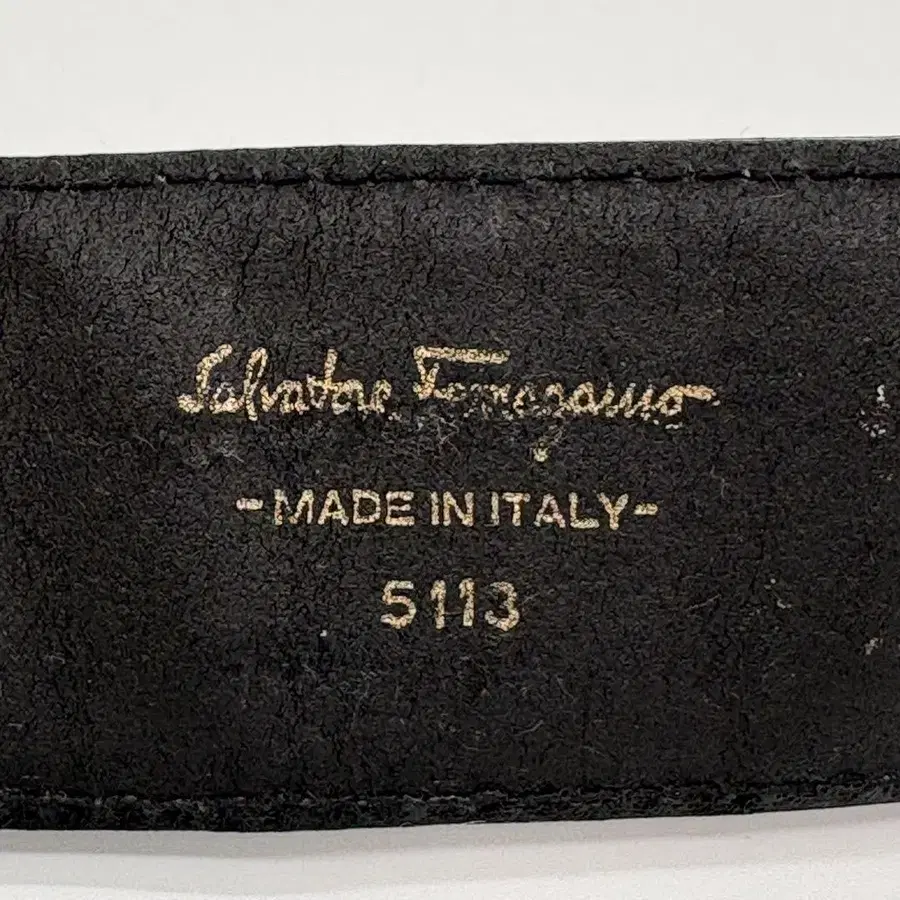 Salvatore Ferragamo
-MADE IN ITALY-
5113